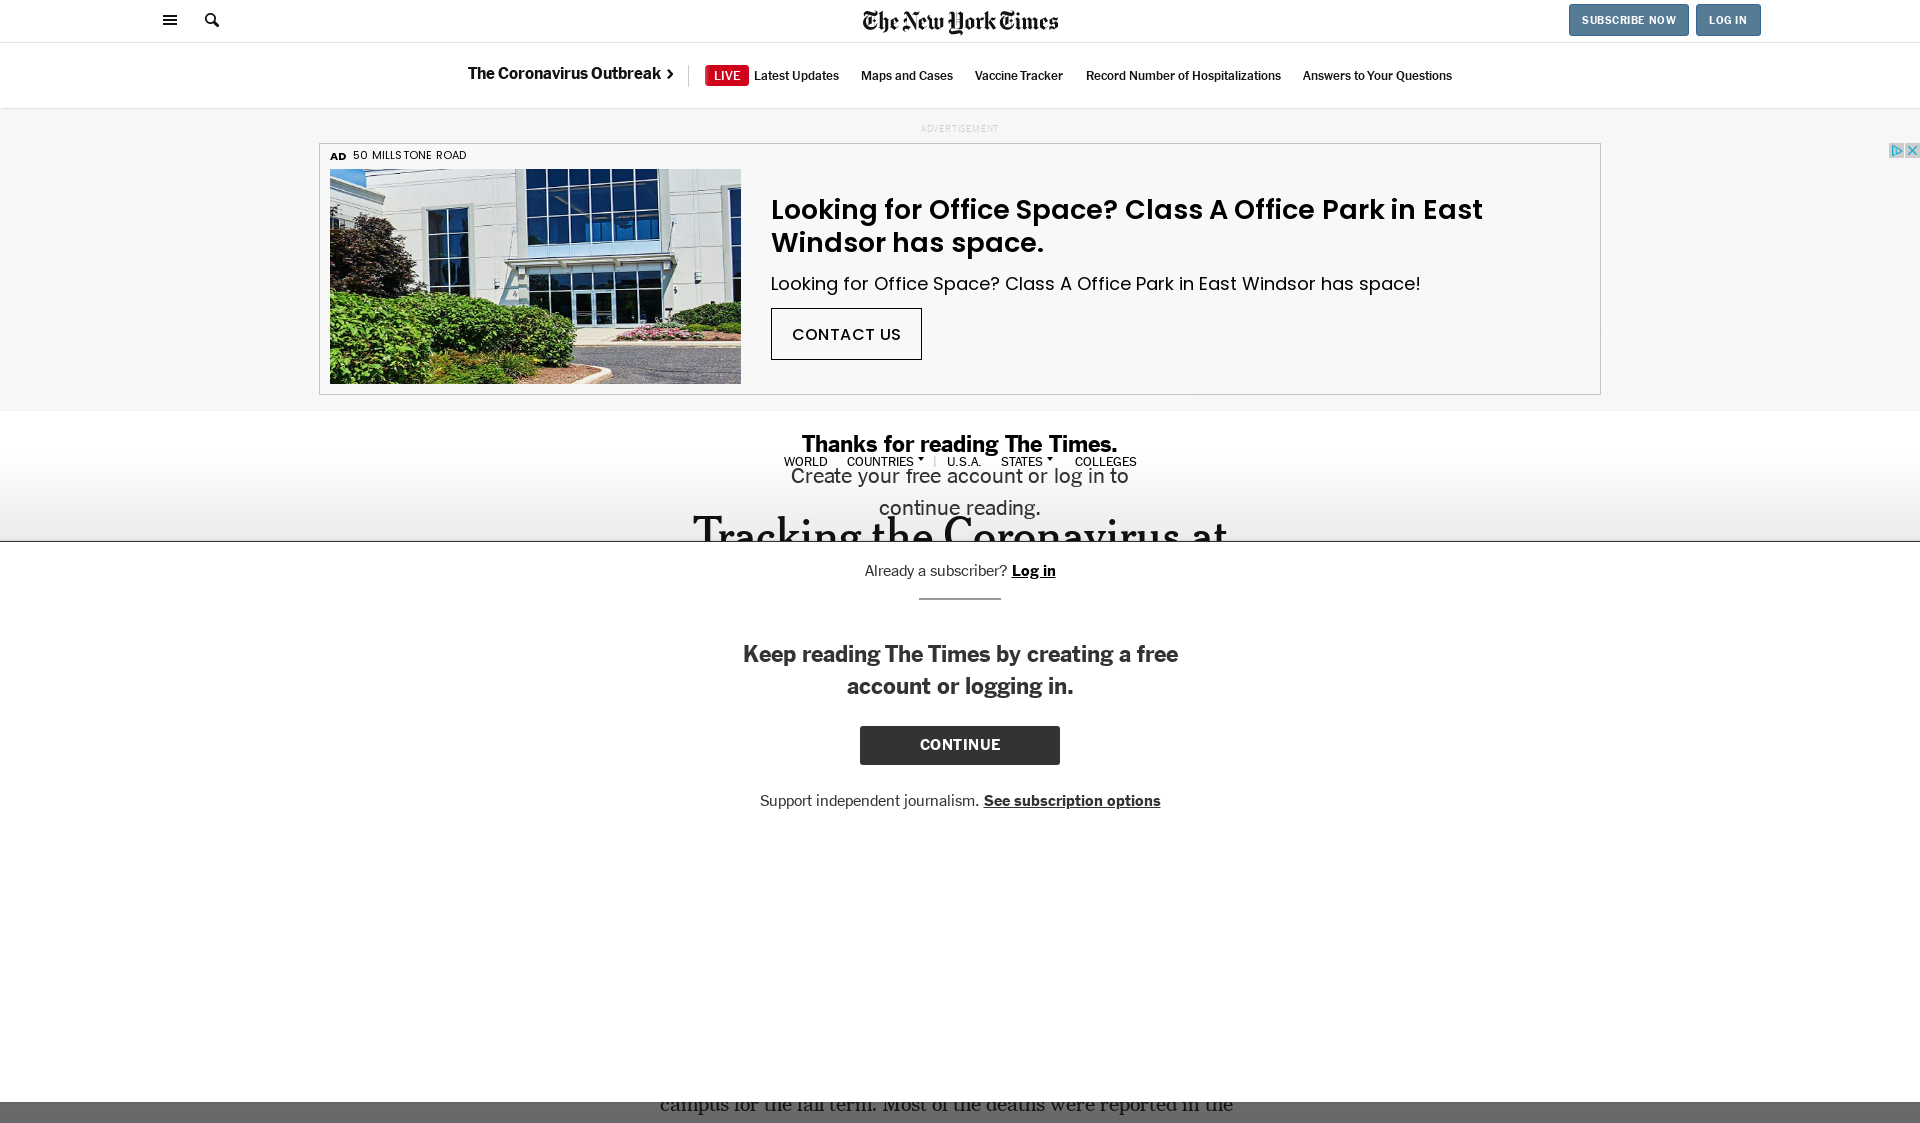 The New York Times
SUBSCRIBE NOW
LOG IN
The Coronavirus Outbreak
LIVE Latest Updates
Maps and Cases
Vaccine Tracker
Record Number of Hospitalizations
Answers to Your Questions
ADVERTISEMENT
AD 50 MILLSTONE ROAD
Looking for Office Space? Class A Office Park in East
Windsor has space.
Looking for Office Space? Class A Office Park in East Windsor has space!
CONTACT US
Thanks for reading The Times.
WORLD COUNTRIES U.S.A. STATES COLLEGES
Create your free account or log in to
continue reading.
Tracking the Coronavirus at
Already a subscriber? Log in
Keep reading The Times by creating a free
account or logging in.
CONTINUE
Support independent journalism. See subscription options
campus for the fall term. Most of the deaths were reported in the